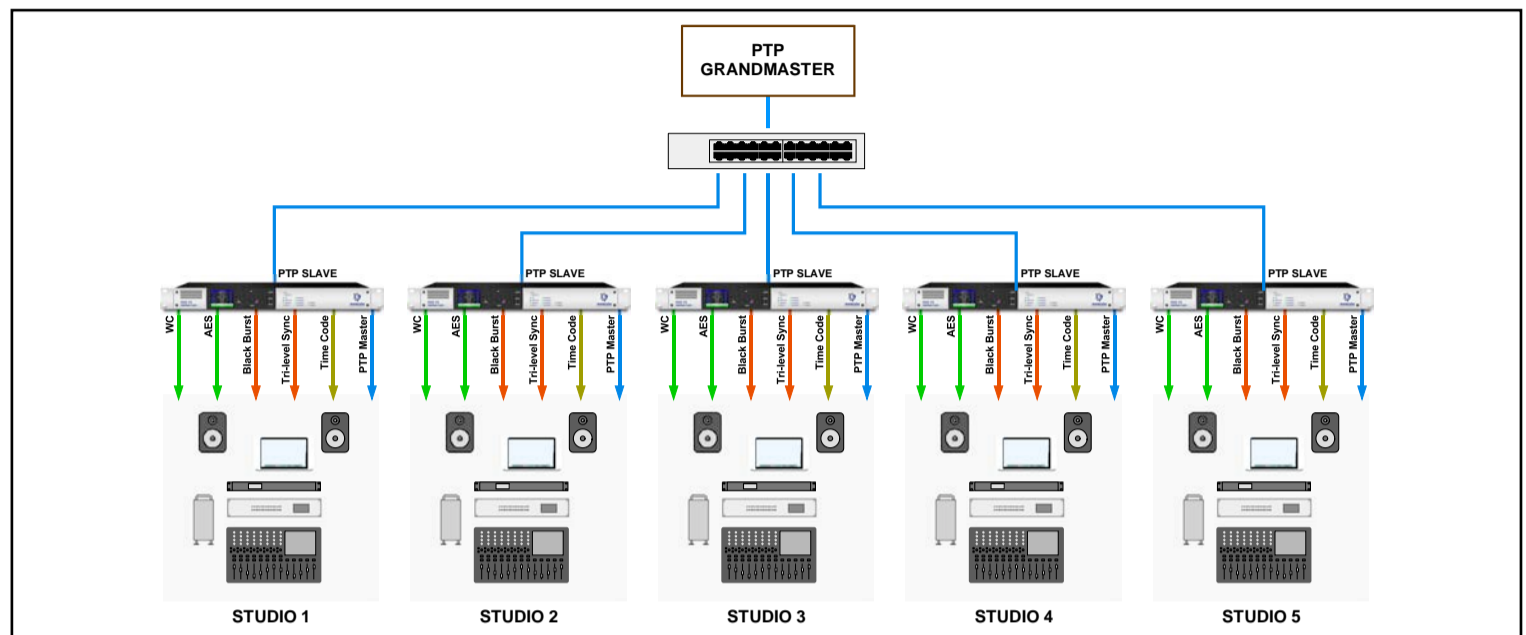 PTP
GRANDMASTER
PTP SLAVE
PTP SLAVE
PTP SLAVE
PTP SLAVE
PTP SLAVE
WC
AES
Black Burst
Tri-level Sync
Time Code
PTP Master
WC
AES
Black Burst
Tri-level Sync
Time Code
PTP Master
WC
AES
Black Burst
Tri-level Sync
Time Code
PTP Master
WC
AES
Black Burst
Tri-level Sync
Time Code
PTP Master
WC
AES
Black Burst
Tri-level Sync
Time Code
PTP Master
STUDIO 1
STUDIO 2
STUDIO 3
STUDIO 4
STUDIO 5